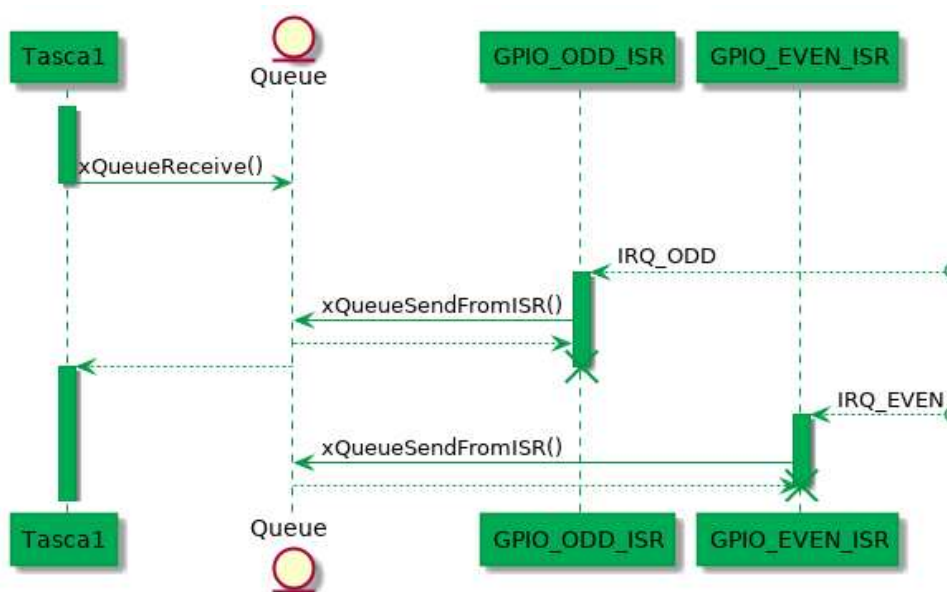 Tasca1
Queue
GPIO_ODD_ISR
GPIO_EVEN_ISR
xQueueReceive()
IRQ_ODD
xQueueSendFromISR()
IRQ_EVEN
xQueueSendFromISR()
Tasca1
Queue
GPIO_ODD_ISR
GPIO_EVEN_ISR